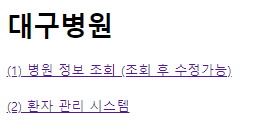 대구병원
(1) 병원 정보 조회 (조회 후 수정가능)
(2) 환자 관리 시스템